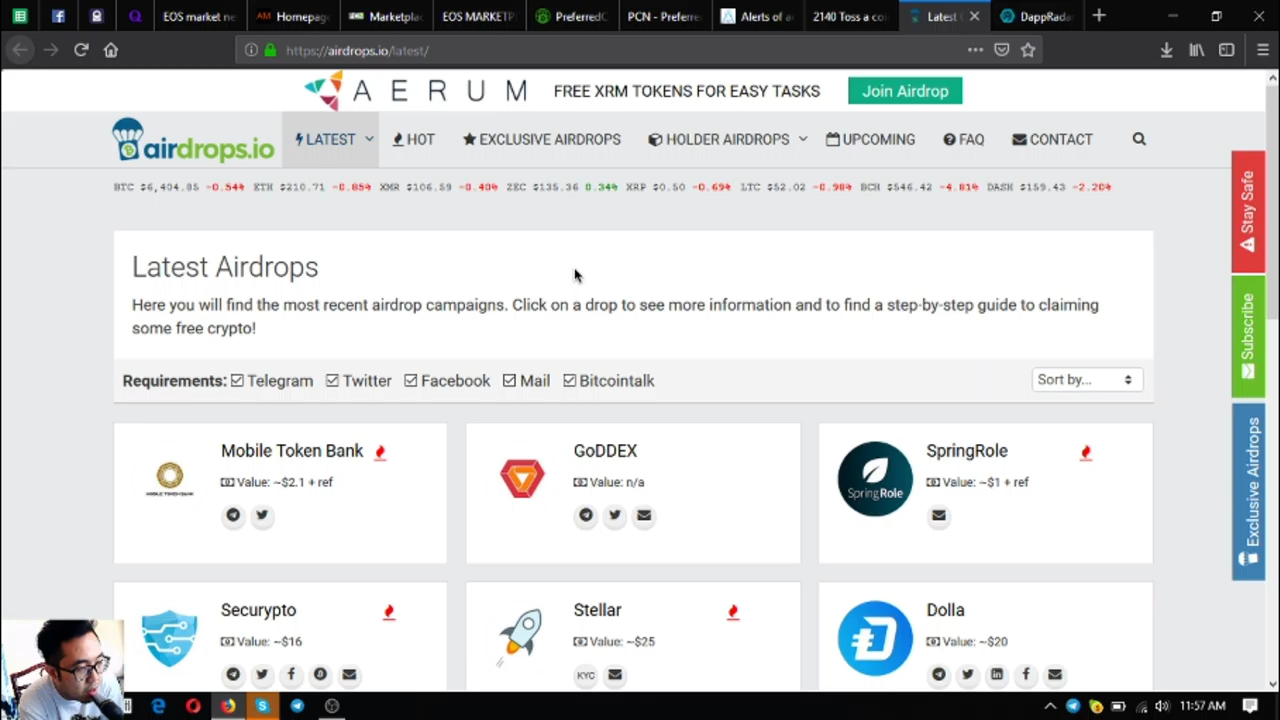 EOS market ne
Homepag
Marketplac
EOS MARKETP
PreferredC
PCN - Preferre
Alerts of a
2140 Toss a co
Latest
DappRada
https://airdrops.io/latest/
AERUM FREE XRM TOKENS FOR EASY TASKS Join Airdrop
airdrops.io LATEST HOT EXCLUSIVE AIRDROPS HOLDER AIRDROPS UPCOMING FAQ CONTACT
BTC $6,404.85 -0.54% ETH $210.71 -0.85% XMR $106.59 -0.40% ZEC $135.36 0.34% XRP $0.50 -0.69% LTC $52.02 -0.98% BCH $546.42 -4.81% DASH $159.43 -2.20%
Stay Safe
Subscribe
Exclusive Airdrops
Latest Airdrops
Here you will find the most recent airdrop campaigns. Click on a drop to see more information and to find a step-by-step guide to claiming
some free crypto!
Requirements: Telegram Twitter Facebook Mail Bitcointalk Sort by...
Mobile Token Bank
Value: ~$2.1 + ref
MOBILE TOKEN BANK
GoDDEX
Value: n/a
SpringRole
Value: ~$1 + ref
SpringRole
Securypto
Value: ~$16
Stellar
Value: ~$25
KYC
Dolla
Value: ~$20
11:57 AM